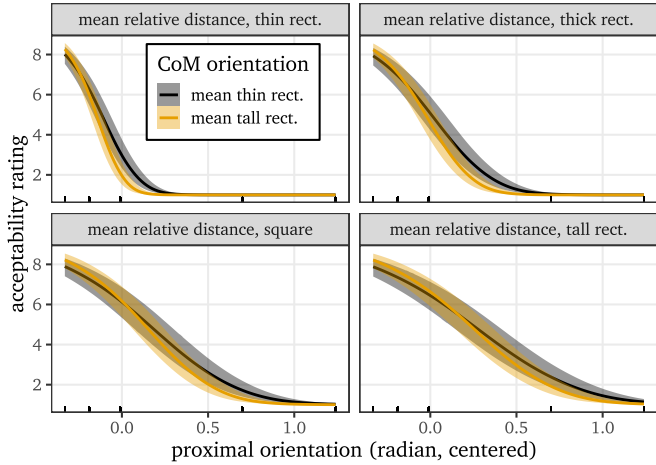 mean relative distance, thin rect.
mean relative distance, thick rect.
CoM orientation
mean thin rect.
mean tall rect.
8
6
4
2
mean relative distance, square
mean relative distance, tall rect.
8
6
4
2
acceptability rating
0.0 0.5 1.0 0.0 0.5 1.0
proximal orientation (radian, centered)